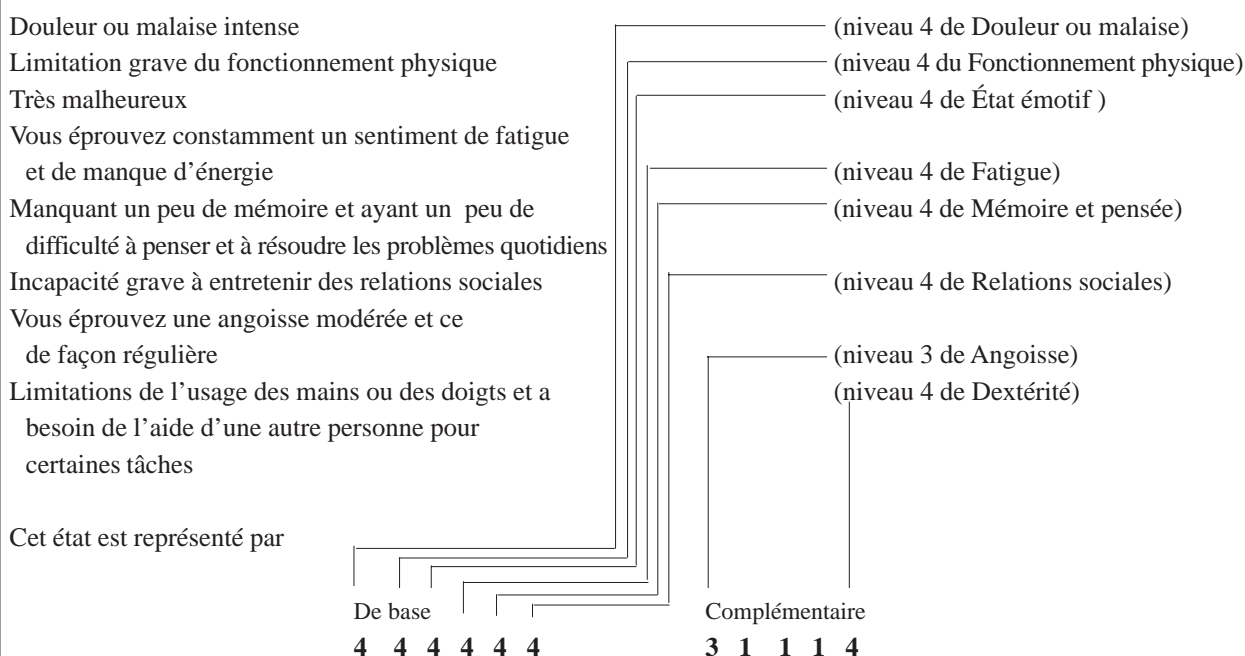 Douleur ou malaise intense (niveau 4 de Douleur ou malaise)
Limitation grave du fonctionnement physique (niveau 4 du Fonctionnement physique)
Très malheureux (niveau 4 de État émotif )
Vous éprouvez constamment un sentiment de fatigue
et de manque d’énergie (niveau 4 de Fatigue)
Manquant un peu de mémoire et ayant un peu de (niveau 4 de Mémoire et pensée)
difficulté à penser et à résoudre les problèmes quotidiens
Incapacité grave à entretenir des relations sociales (niveau 4 de Relations sociales)
Vous éprouvez une angoisse modérée et ce
de façon régulière (niveau 3 de Angoisse)
Limitations de l’usage des mains ou des doigts et a (niveau 4 de Dextérité)
besoin de l’aide d’une autre personne pour
certaines tâches
Cet état est représenté par
De base Complémentaire
4 4 4 4 4 4 3 1 1 1 4